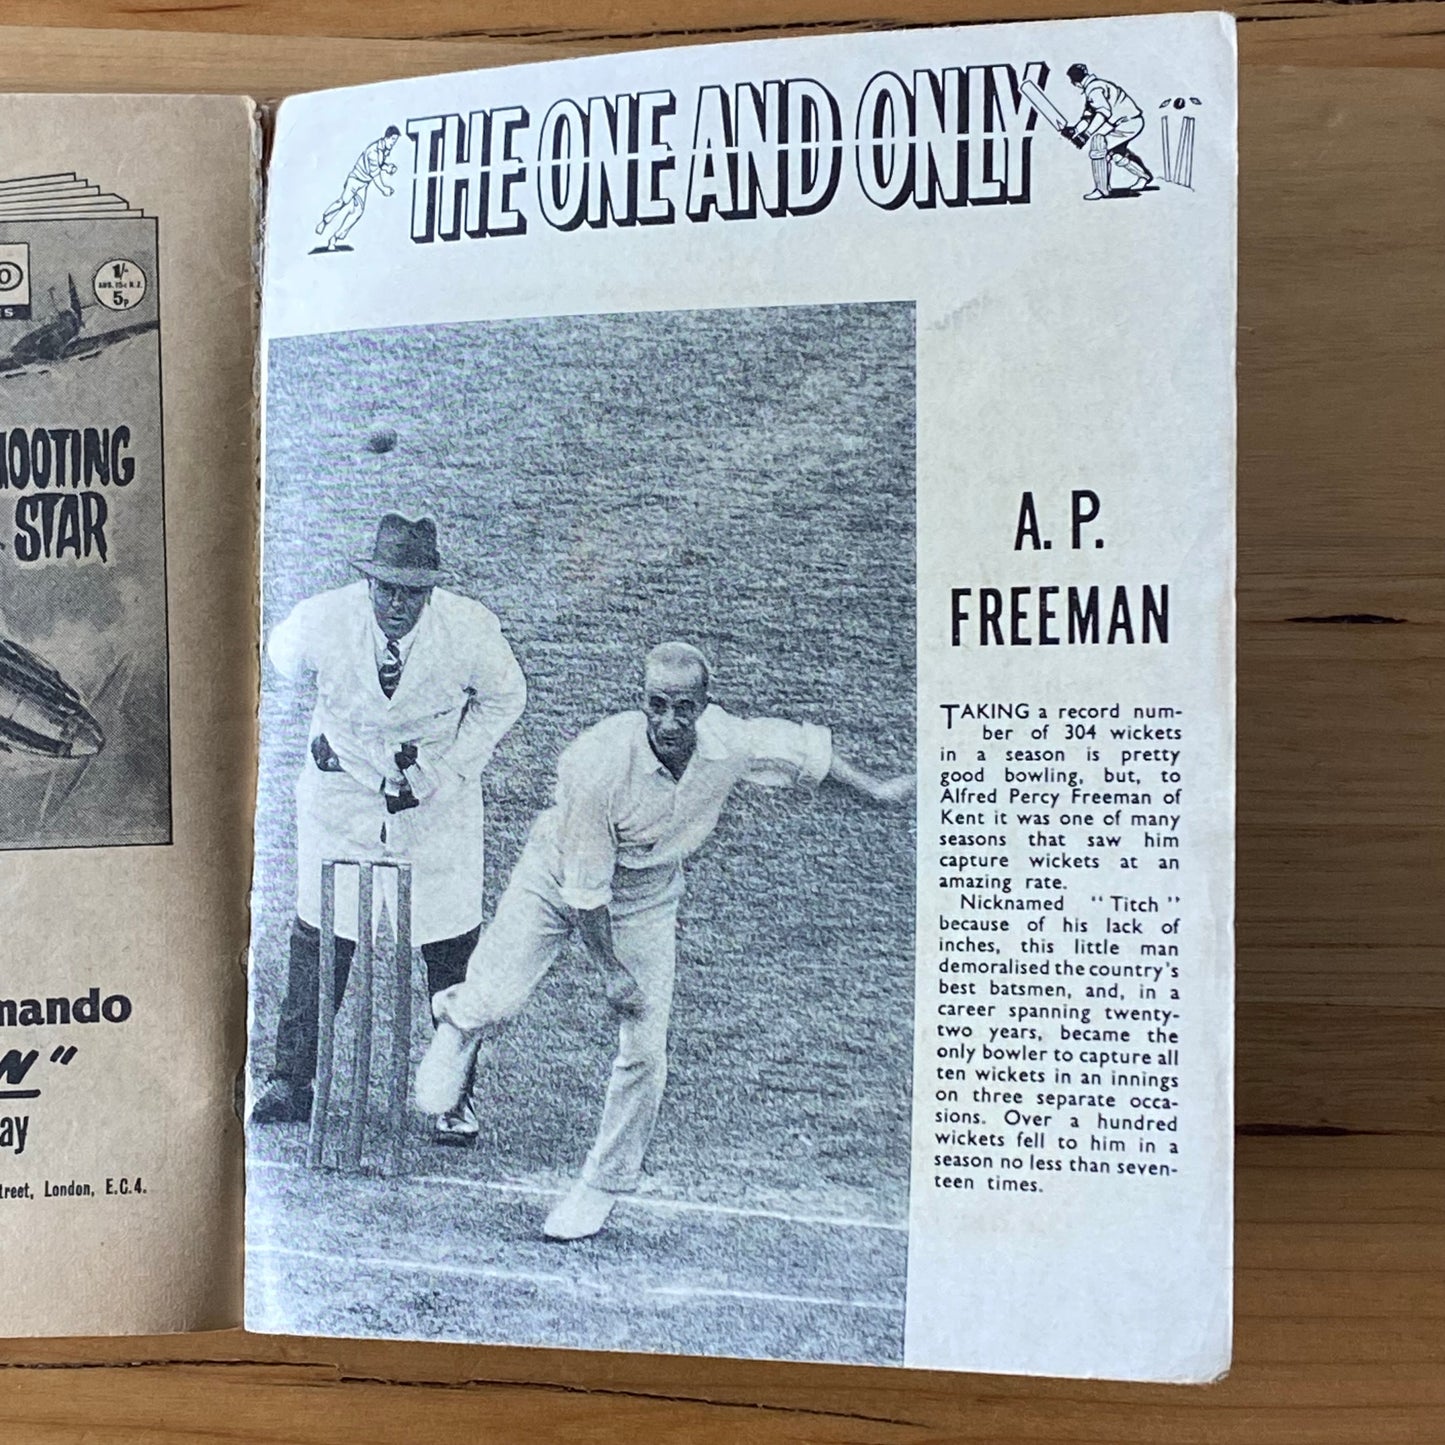 1/-
AUS. 15c N.Z.
5p
STAR
mando
London, E.C.4.
THE ONE AND ONLY
A. P.
FREEMAN
TAKING a record num-
ber of 304 wickets
in a season is pretty
good bowling, but, to
Alfred Percy Freeman of
Kent it was one of many
seasons that saw him
capture wickets at an
amazing rate.
Nicknamed "Titch"
because of his lack of
inches, this little man
demoralised the country's
best batsmen, and, in a
career spanning twenty-
two years, became the
only bowler to capture all
ten wickets in an innings
on three separate occa-
sions. Over a hundred
wickets fell to him in a
season no less than seven-
teen times.